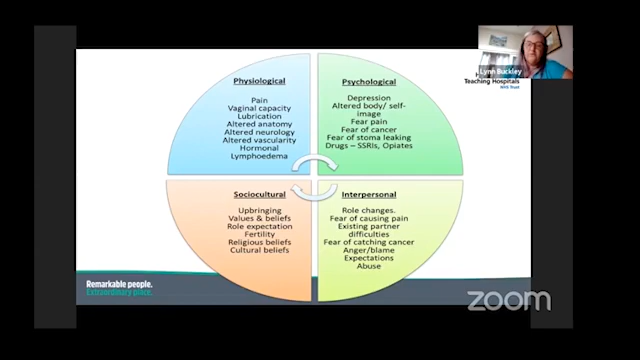 Lynn Buckley
Teaching Hospitals
NHS Trust
Physiological
Pain
Vaginal capacity
Lubrication
Altered anatomy
Altered neurology
Altered vascularity
Hormonal
Lymphoedema
Psychological
Depression
Altered body/ self-
image
Fear pain
Fear of cancer
Fear of stoma leaking
Drugs – SSRIs, Opiates
Sociocultural
Upbringing
Values & beliefs
Role expectation
Fertility
Religious beliefs
Cultural beliefs
Interpersonal
Role changes.
Fear of causing pain
Existing partner
difficulties
Fear of catching cancer
Anger/blame
Expectations
Abuse
Remarkable people.
Extraordinary place.
zoom